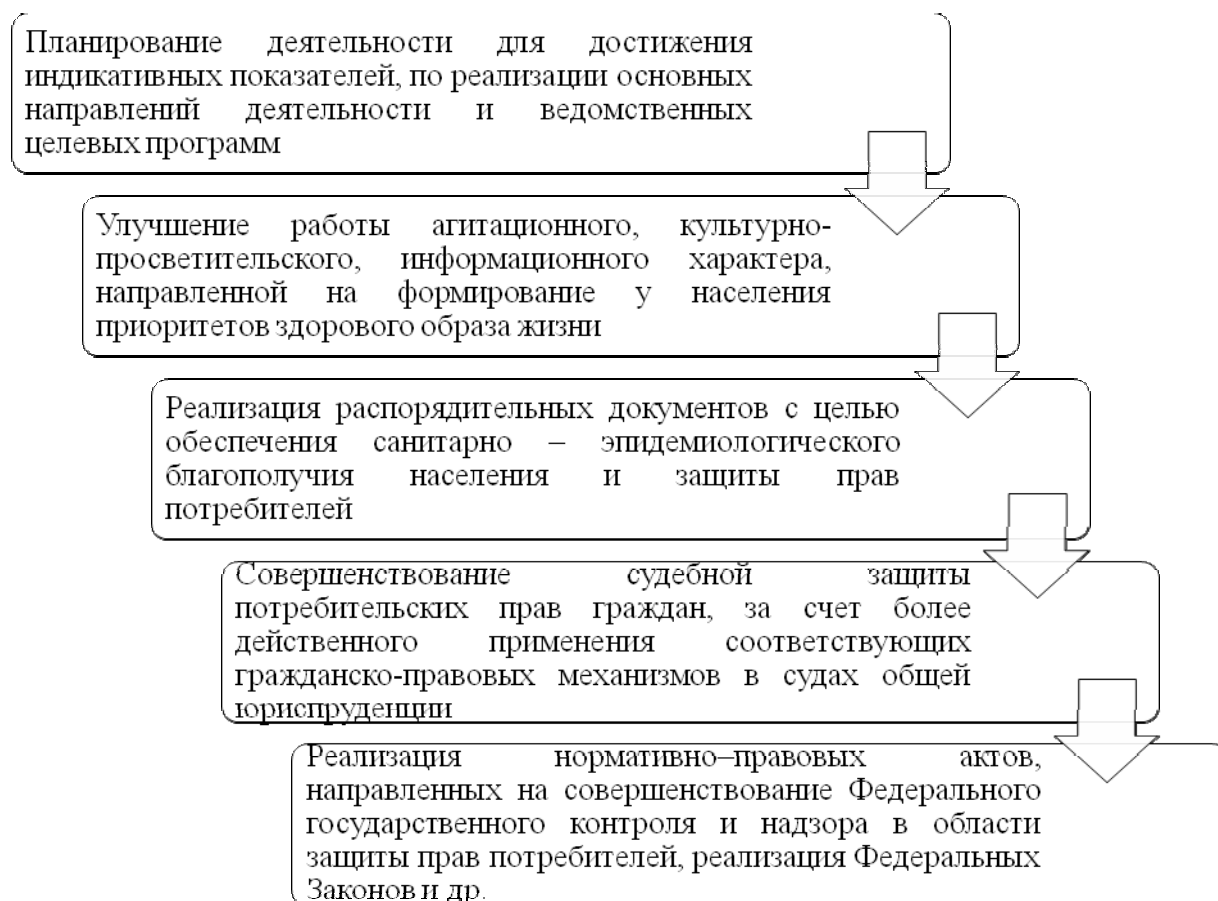 Планирование деятельности для достижения
индикативных показателей, по реализации основных
направлений деятельности и ведомственных
целевых программ
Улучшение работы агитационного, культурно-
просветительского, информационного характера,
направленной на формирование у населения
приоритетов здорового образа жизни
Реализация распорядительных документов с целью
обеспечения санитарно – эпидемиологического
благополучия населения и защиты прав
потребителей
Совершенствование судебной защиты
потребительских прав граждан, за счет более
действенного применения соответствующих
гражданско-правовых механизмов в судах общей
юриспруденции
Реализация нормативно–правовых актов,
направленных на совершенствование Федерального
государственного контроля и надзора в области
защиты прав потребителей, реализация Федеральных
Законов и др.